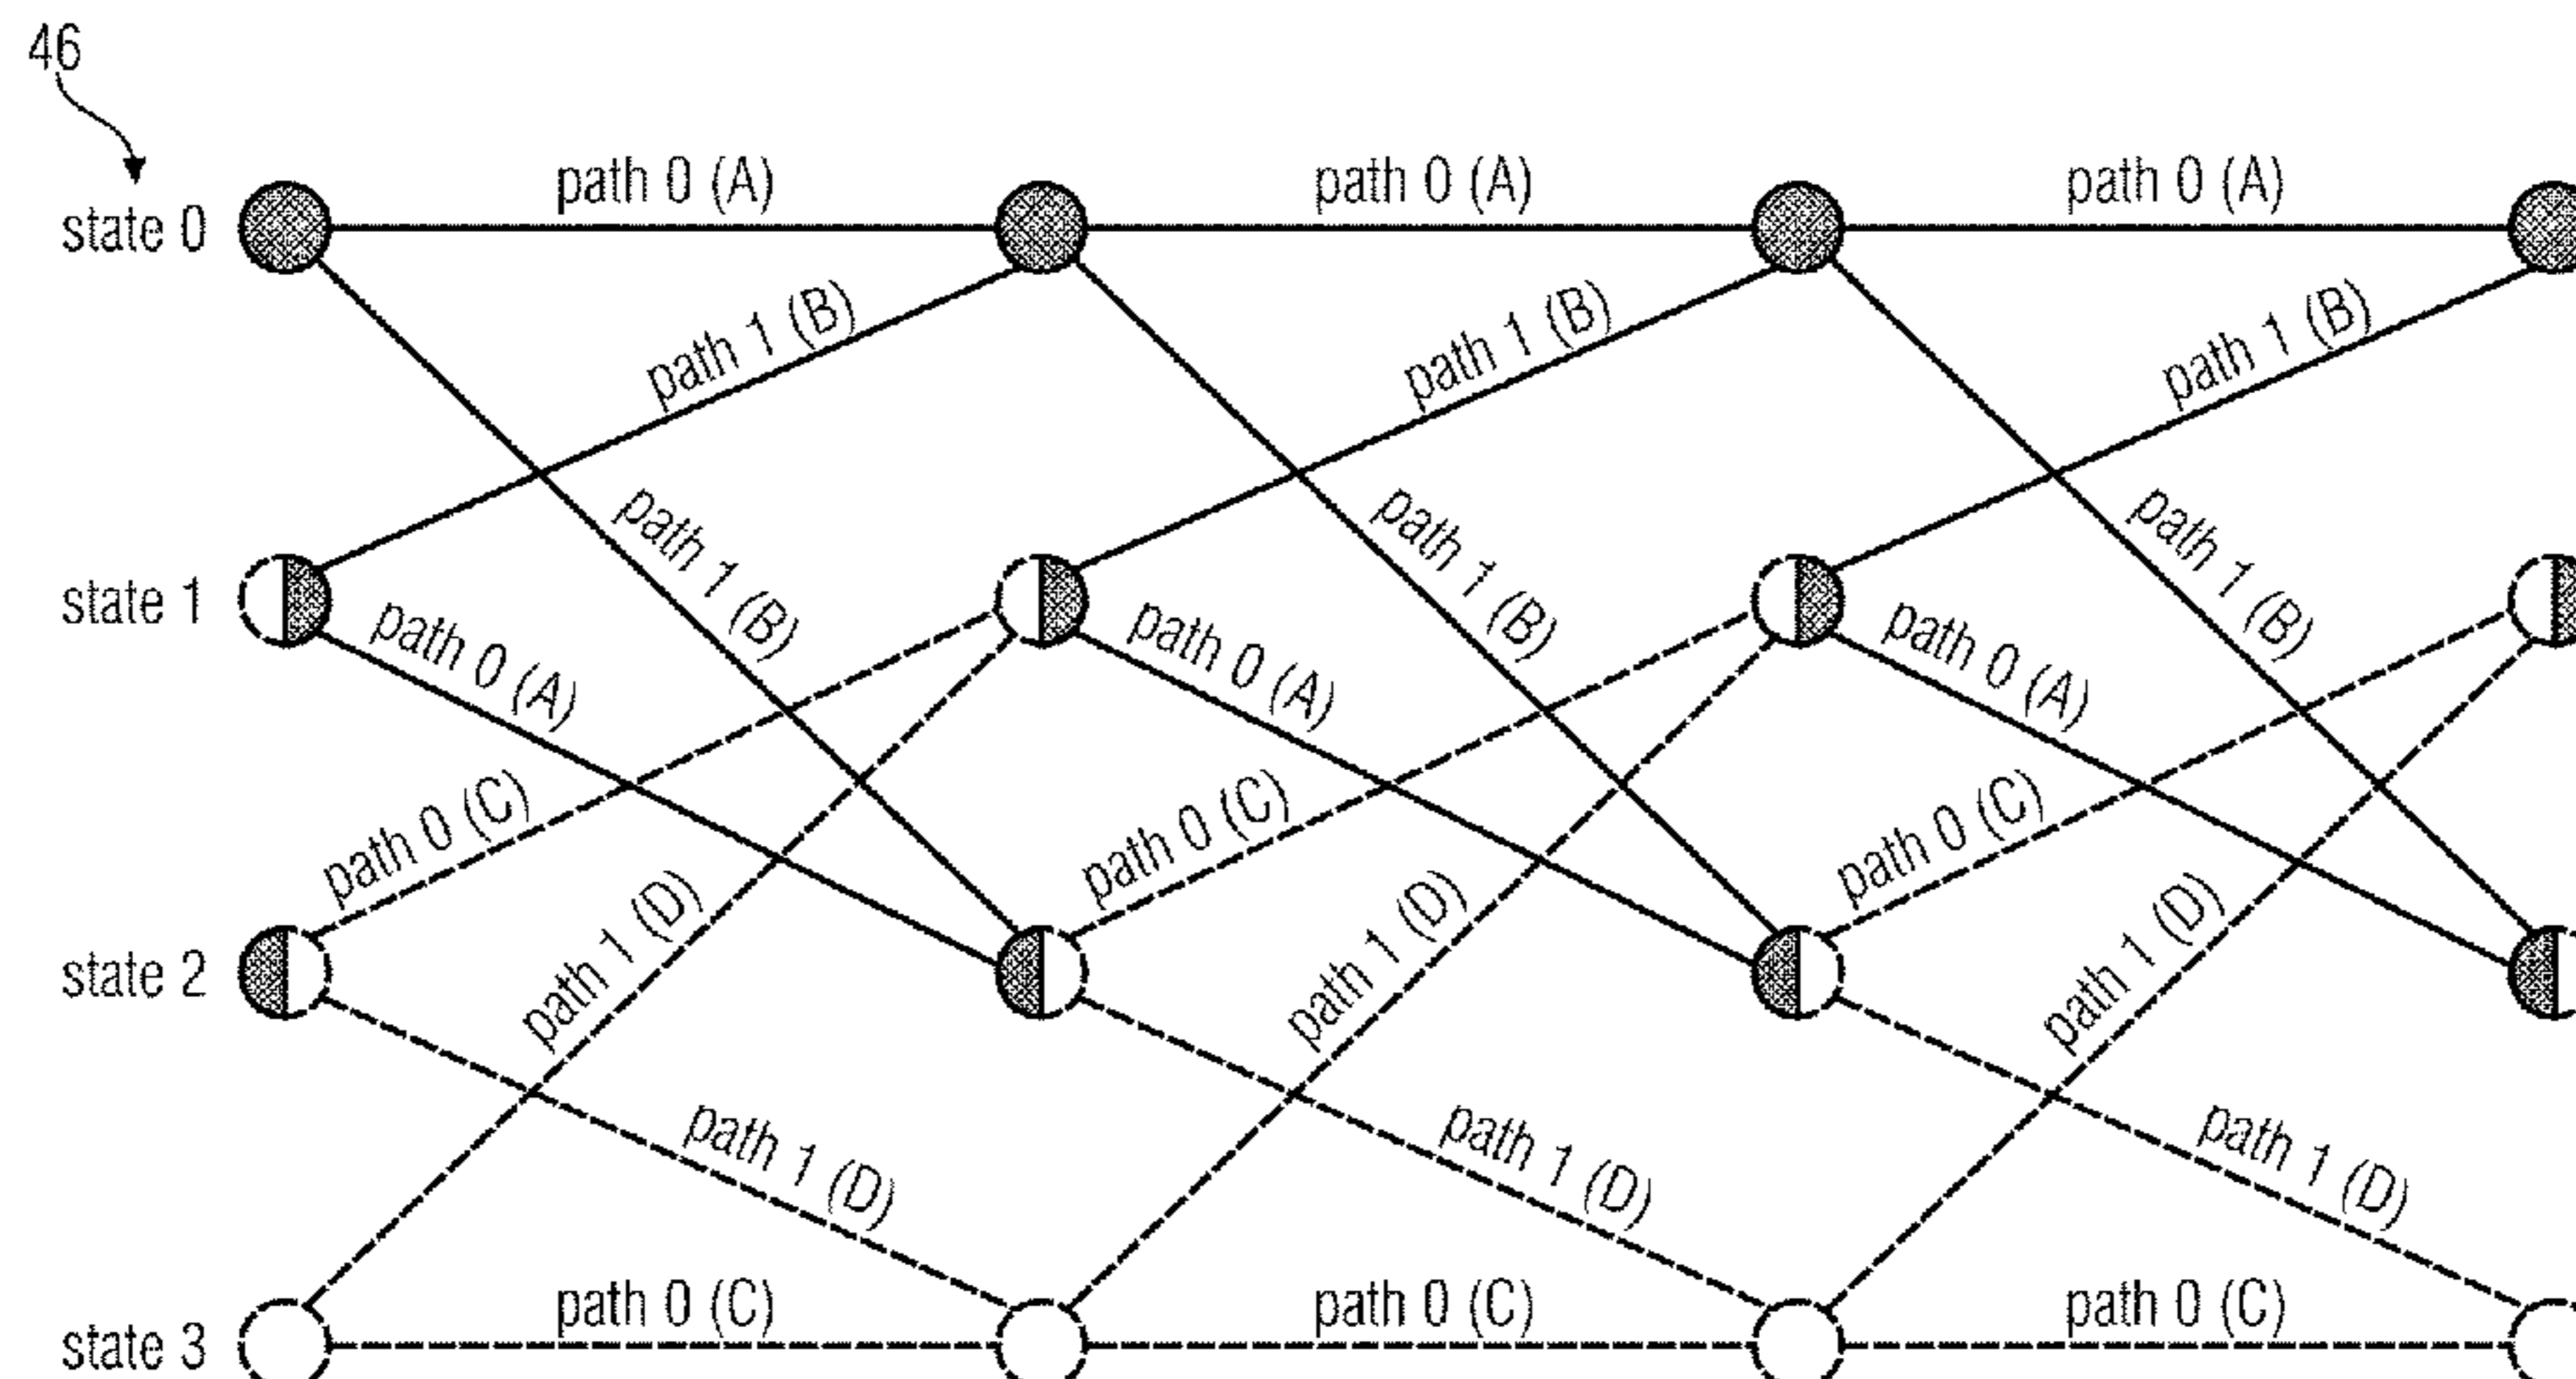 46
path 0 (A) path 0 (A) path 0 (A)
state 0
path 1 (B) path 1 (B) path 1 (B)
path 1 (B) path 1 (B) path 1 (B)
state 1
path 0 (A) path 0 (A) path 0 (A)
path 0 (C) path 0 (C) path 0 (C)
path 1 (D) path 1 (D) path 1 (D)
state 2
path 1 (D) path 1 (D) path 1 (D)
path 0 (C) path 0 (C) path 0 (C)
state 3